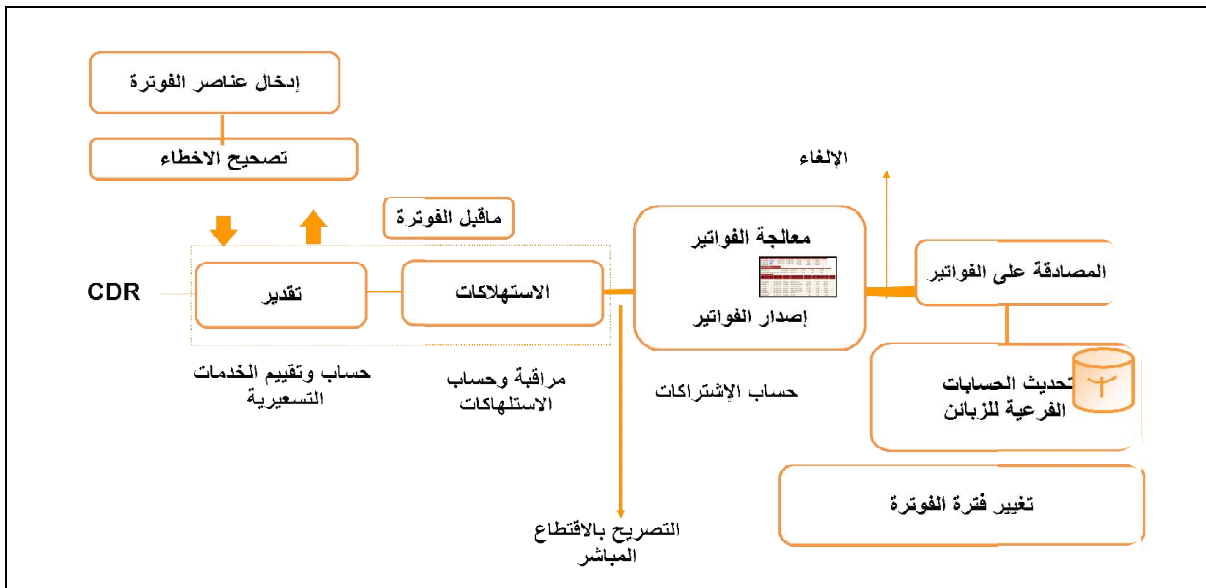 إدخال عناصر الفوترة
تصحيح الاخطاء
الإلغاء
ماقبل الفوترة
معالجة الفواتير
إصدار الفواتير
المصادقة على الفواتير
CDR
تقدير
الاستهلاكات
حساب وتقييم الخدمات
التسعيرية
مراقبة وحساب
الاستلهاكات
حساب الإشتراكات
تحديث الحسابات
الفرعية للزبائن
تغيير فترة الفوترة
التصريح بالاقتطاع
المباشر